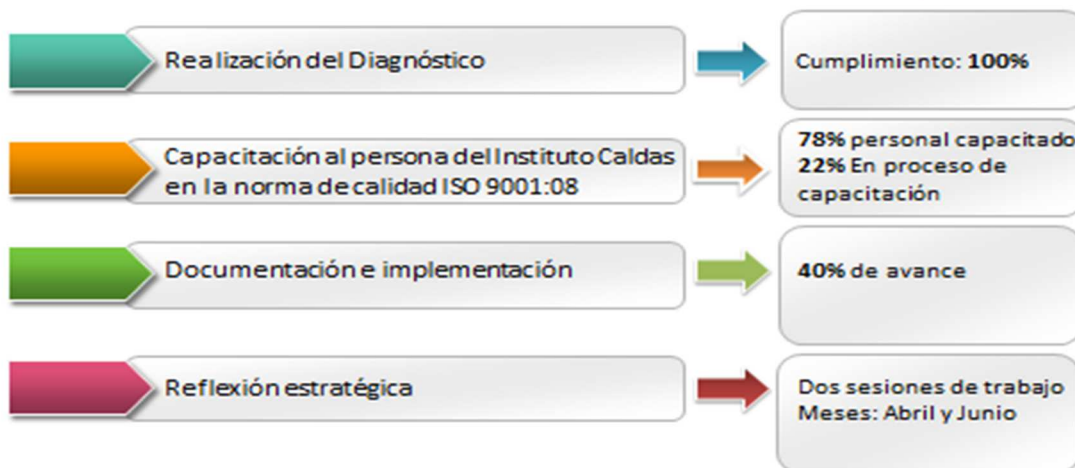 Realización del Diagnóstico
Cumplimiento: 100%
Capacitación al persona del Instituto Caldas
en la norma de calidad ISO 9001:08
78% personal capacitado
22% En proceso de
capacitación
Documentación e implementación
40% de avance
Reflexión estratégica
Dos sesiones de trabajo
Meses: Abril y Junio